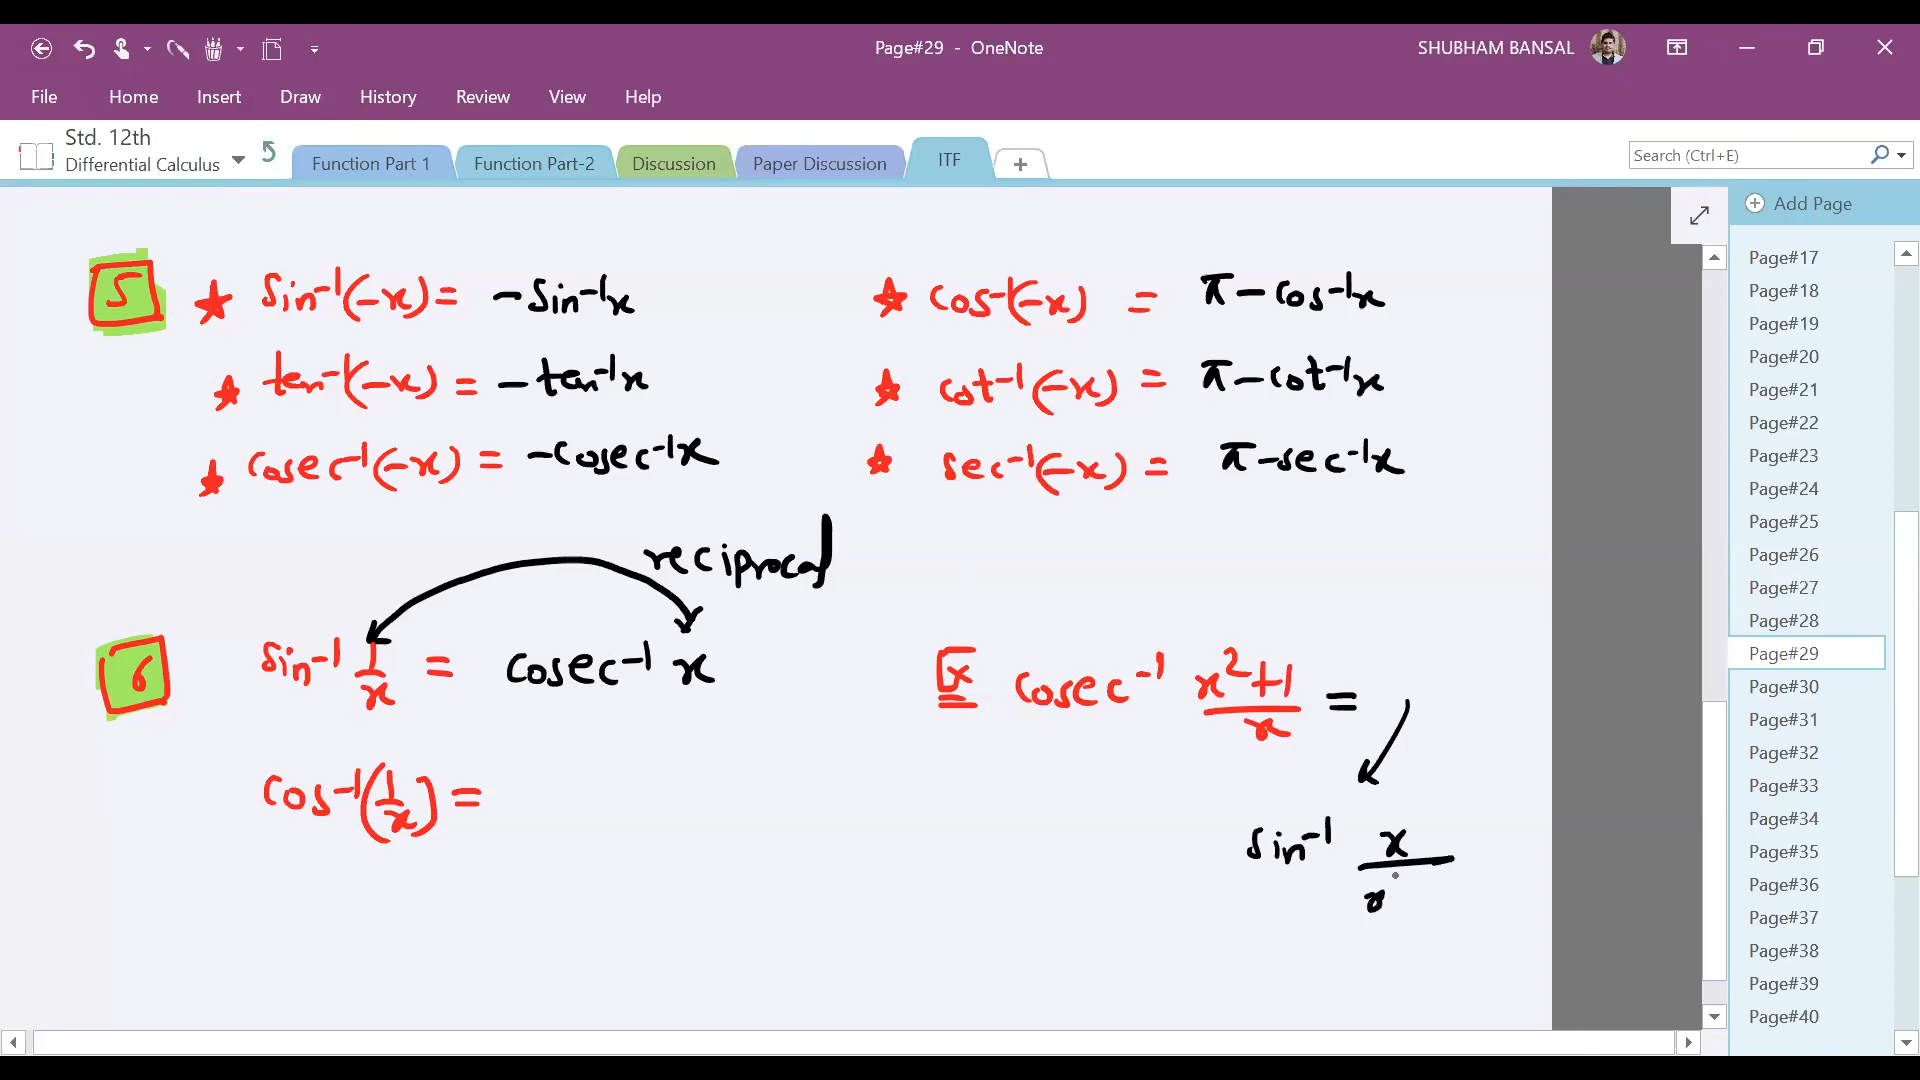 Page#29 - OneNote
SHUBHAM BANSAL
File Home Insert Draw History Review View Help
Std. 12th
Differential Calculus
Function Part 1
Function Part-2
Discussion
Paper Discussion
ITF
+
Search (Ctrl+E)
Add Page
5
★ sin⁻¹(-x) = -sin⁻¹x
★ cos⁻¹(-x) = π - cos⁻¹x
★ tan⁻¹(-x) = -tan⁻¹x
★ cot⁻¹(-x) = π - cot⁻¹x
★ cosec⁻¹(-x) = -cosec⁻¹x
★ sec⁻¹(-x) = π - sec⁻¹x
reciprocal
6
sin⁻¹ 1/x = cosec⁻¹ x
Ex cosec⁻¹ x²+1/x =
cos⁻¹(1/x) =
sin⁻¹ x/x
Page#17
Page#18
Page#19
Page#20
Page#21
Page#22
Page#23
Page#24
Page#25
Page#26
Page#27
Page#28
Page#29
Page#30
Page#31
Page#32
Page#33
Page#34
Page#35
Page#36
Page#37
Page#38
Page#39
Page#40